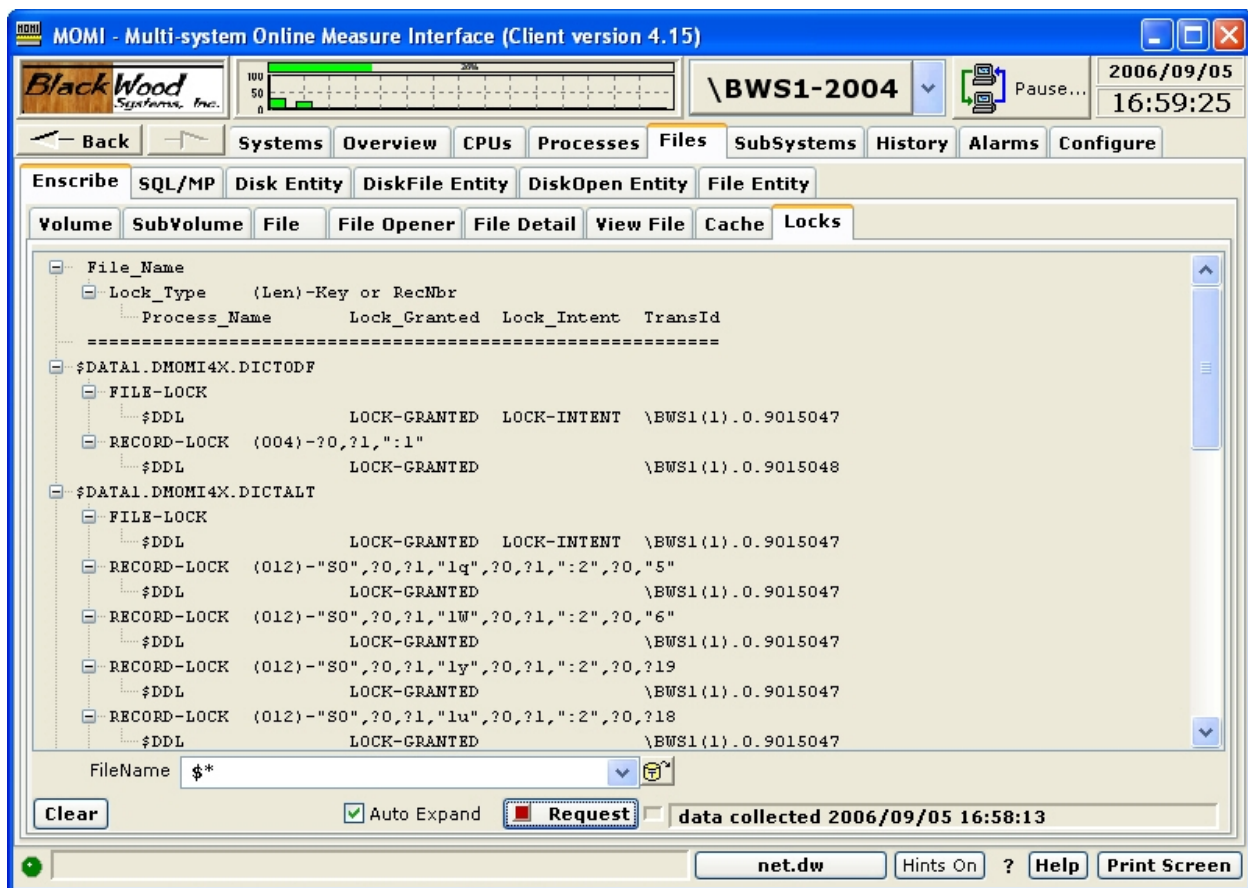 MOMI - Multi-system Online Measure Interface (Client version 4.15)
BlackWood Systems, Inc.
100
50
0
20%
\BWS1-2004
Pause...
2006/09/05
16:59:25
Back Systems Overview CPUs Processes Files SubSystems History Alarms Configure
Enscribe SQL/MP Disk Entity DiskFile Entity DiskOpen Entity File Entity
Volume SubVolume File File Opener File Detail View File Cache Locks
File_Name
Lock_Type (Len)-Key or RecNbr
Process_Name Lock_Granted Lock_Intent TransId
===========================================================
$DATA1.DMOMI4X.DICTODF
FILE-LOCK
$DDL LOCK-GRANTED LOCK-INTENT \BWS1(1).0.9015047
RECORD-LOCK (004)-?0,?1,":1"
$DDL LOCK-GRANTED \BWS1(1).0.9015048
$DATA1.DMOMI4X.DICTALT
FILE-LOCK
$DDL LOCK-GRANTED LOCK-INTENT \BWS1(1).0.9015047
RECORD-LOCK (012)-"S0",?0,?1,"1q",?0,?1,":2",?0,"5"
$DDL LOCK-GRANTED \BWS1(1).0.9015047
RECORD-LOCK (012)-"S0",?0,?1,"1W",?0,?1,":2",?0,"6"
$DDL LOCK-GRANTED \BWS1(1).0.9015047
RECORD-LOCK (012)-"S0",?0,?1,"1y",?0,?1,":2",?0,?19
$DDL LOCK-GRANTED \BWS1(1).0.9015047
RECORD-LOCK (012)-"S0",?0,?1,"1u",?0,?1,":2",?0,?18
$DDL LOCK-GRANTED \BWS1(1).0.9015047
FileName $*
Clear Auto Expand Request data collected 2006/09/05 16:58:13
net.dw Hints On ? Help Print Screen